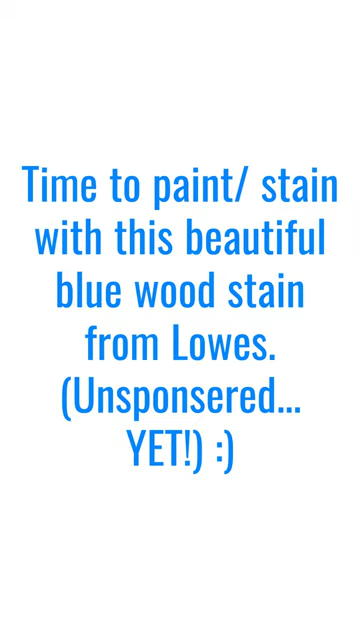 Time to paint/ stain
with this beautiful
blue wood stain
from Lowes.
(Unsponsered...
YET!) :)